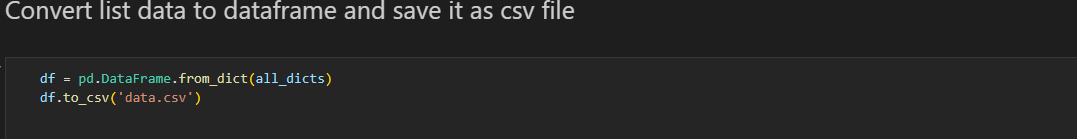 Convert list data to dataframe and save it as csv file
df = pd.DataFrame.from_dict(all_dicts)
df.to_csv('data.csv')